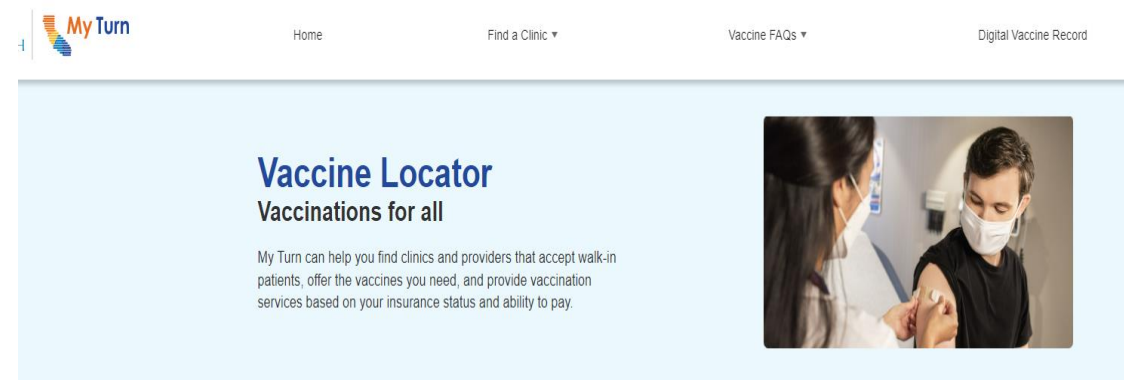 My Turn
Home
Find a Clinic ▼
Vaccine FAQs ▼
Digital Vaccine Record
Vaccine Locator
Vaccinations for all
My Turn can help you find clinics and providers that accept walk-in
patients, offer the vaccines you need, and provide vaccination
services based on your insurance status and ability to pay.